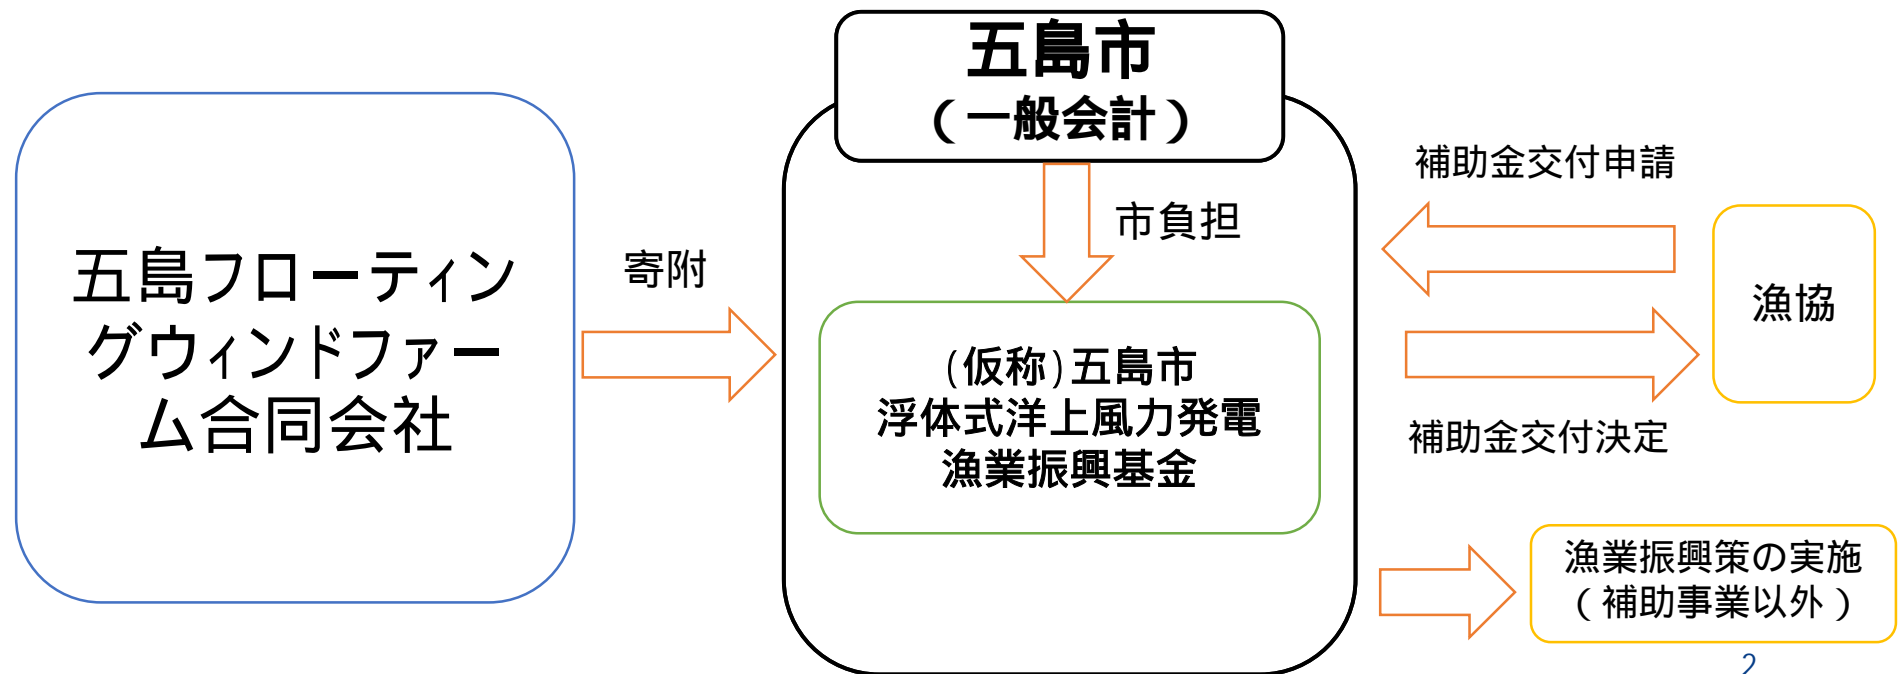 五島市
（一般会計）
五島フローティン
グウィンドファー
ム合同会社
寄附
市負担
(仮称)五島市
浮体式洋上風力発電
漁業振興基金
補助金交付申請
漁協
補助金交付決定
漁業振興策の実施
（補助事業以外）
2